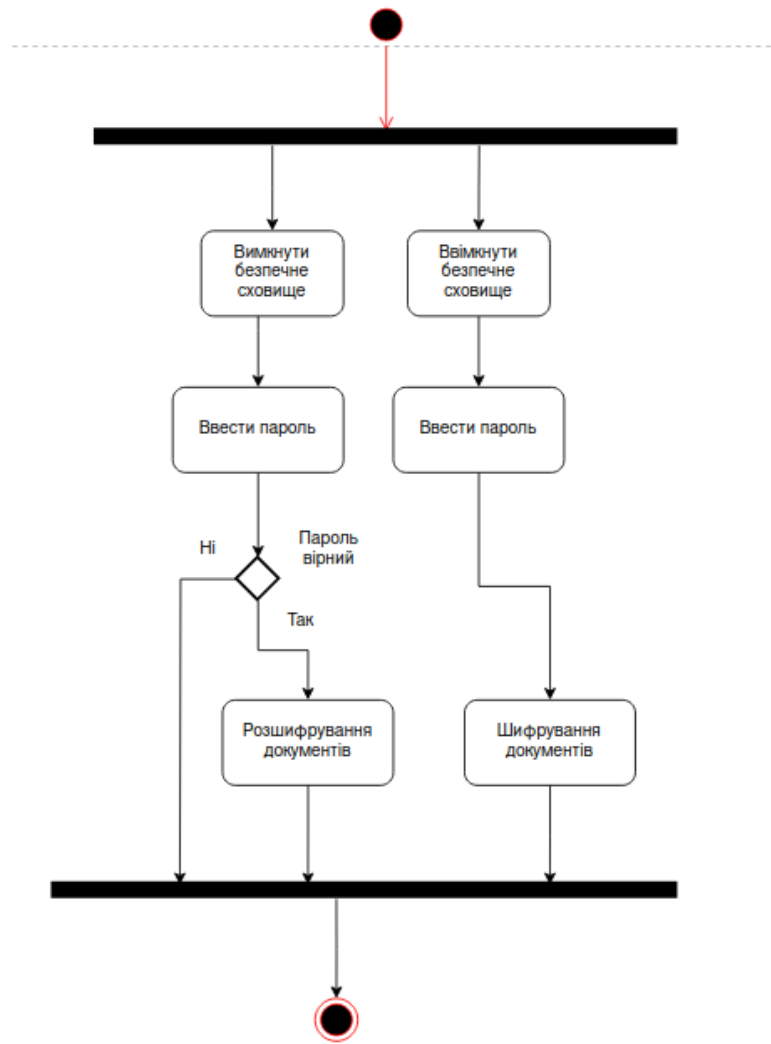 Вимкнути
безпечне
сховище
Ввімкнути
безпечне
сховище
Ввести пароль
Ввести пароль
Ні
Пароль
вірний
Так
Розшифрування
документів
Шифрування
документів